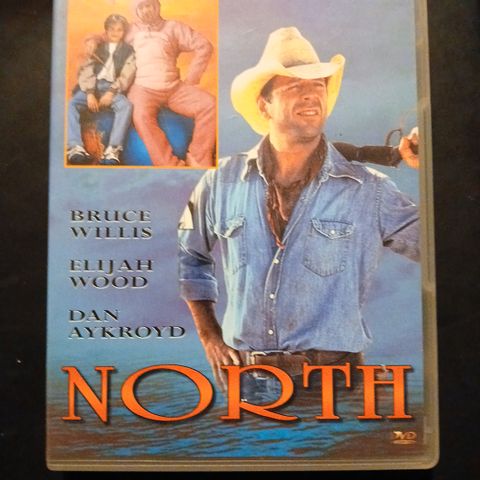 BRUCE
WILLIS
ELIJAH
WOOD
DAN
AYKROYD
NORTH
DVD